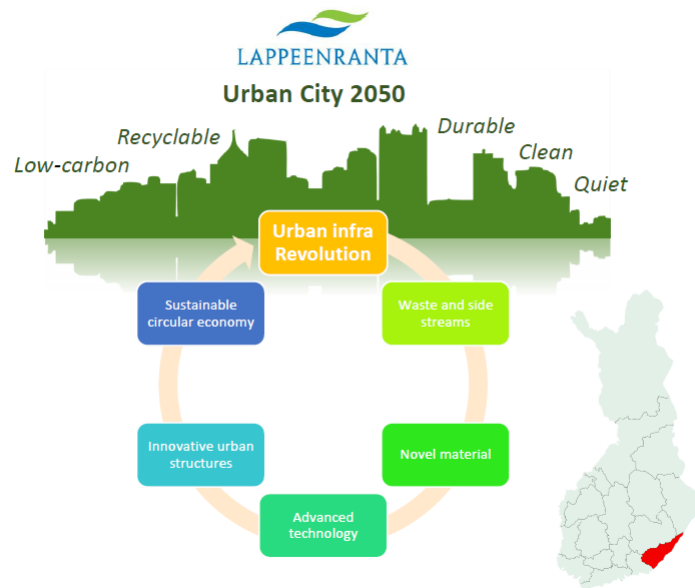 LAPPEENRANTA
Urban City 2050
Low-carbon
Recyclable
Durable
Clean
Quiet
Urban infra
Revolution
Sustainable
circular economy
Waste and side
streams
Innovative urban
structures
Novel material
Advanced
technology